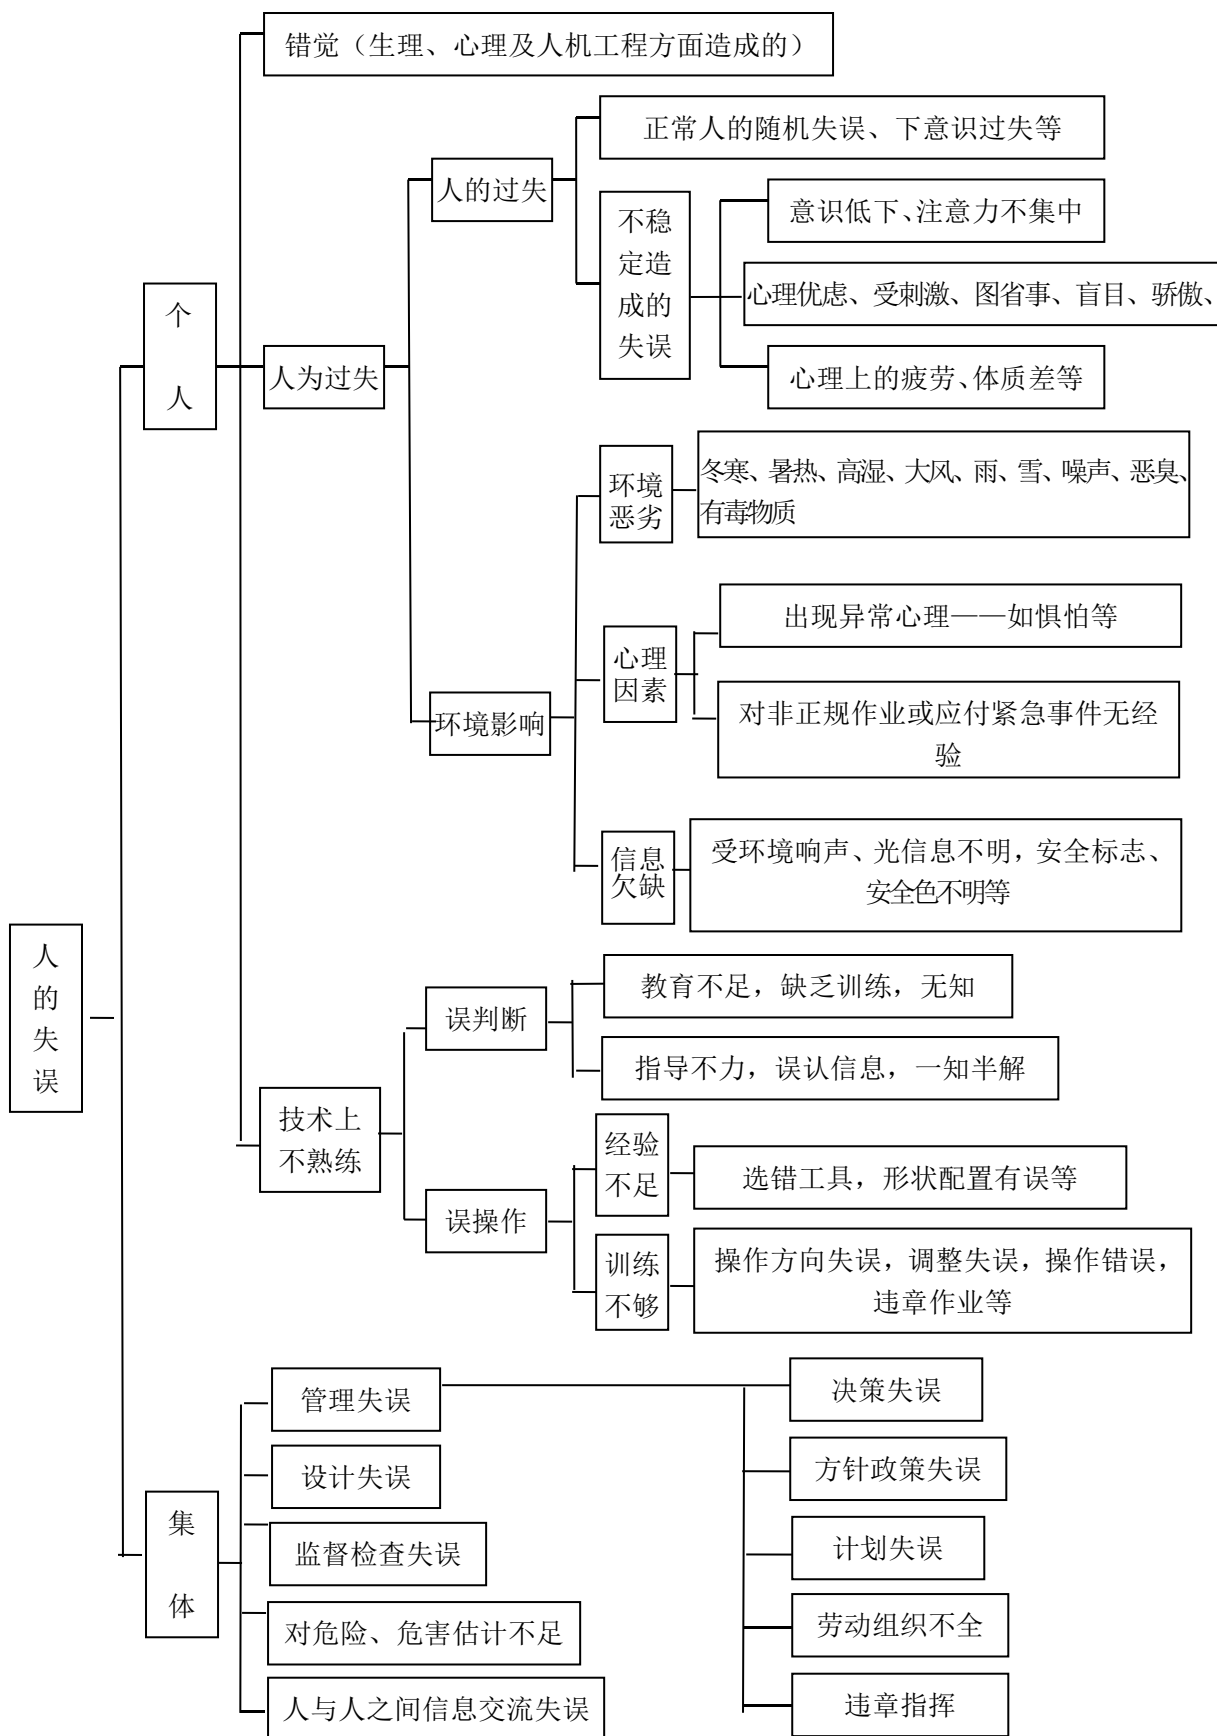 错觉（生理、心理及人机工程方面造成的）
正常人的随机失误、下意识过失等
人的过失
不稳
定造
成的
失误
意识低下、注意力不集中
心理优虑、受刺激、图省事、盲目、骄傲、
心理上的疲劳、体质差等
个
人
人为过失
环境
恶劣
冬寒、暑热、高湿、大风、雨、雪、噪声、恶臭、
有毒物质
心理
因素
出现异常心理——如惧怕等
对非正规作业或应付紧急事件无经
验
环境影响
信息
欠缺
受环境响声、光信息不明，安全标志、
安全色不明等
人
的
失
误
误判断
教育不足，缺乏训练，无知
指导不力，误认信息，一知半解
技术上
不熟练
经验
不足
选错工具，形状配置有误等
误操作
训练
不够
操作方向失误，调整失误，操作错误，
违章作业等
管理失误
决策失误
设计失误
方针政策失误
集
体
监督检查失误
计划失误
对危险、危害估计不足
劳动组织不全
人与人之间信息交流失误
违章指挥